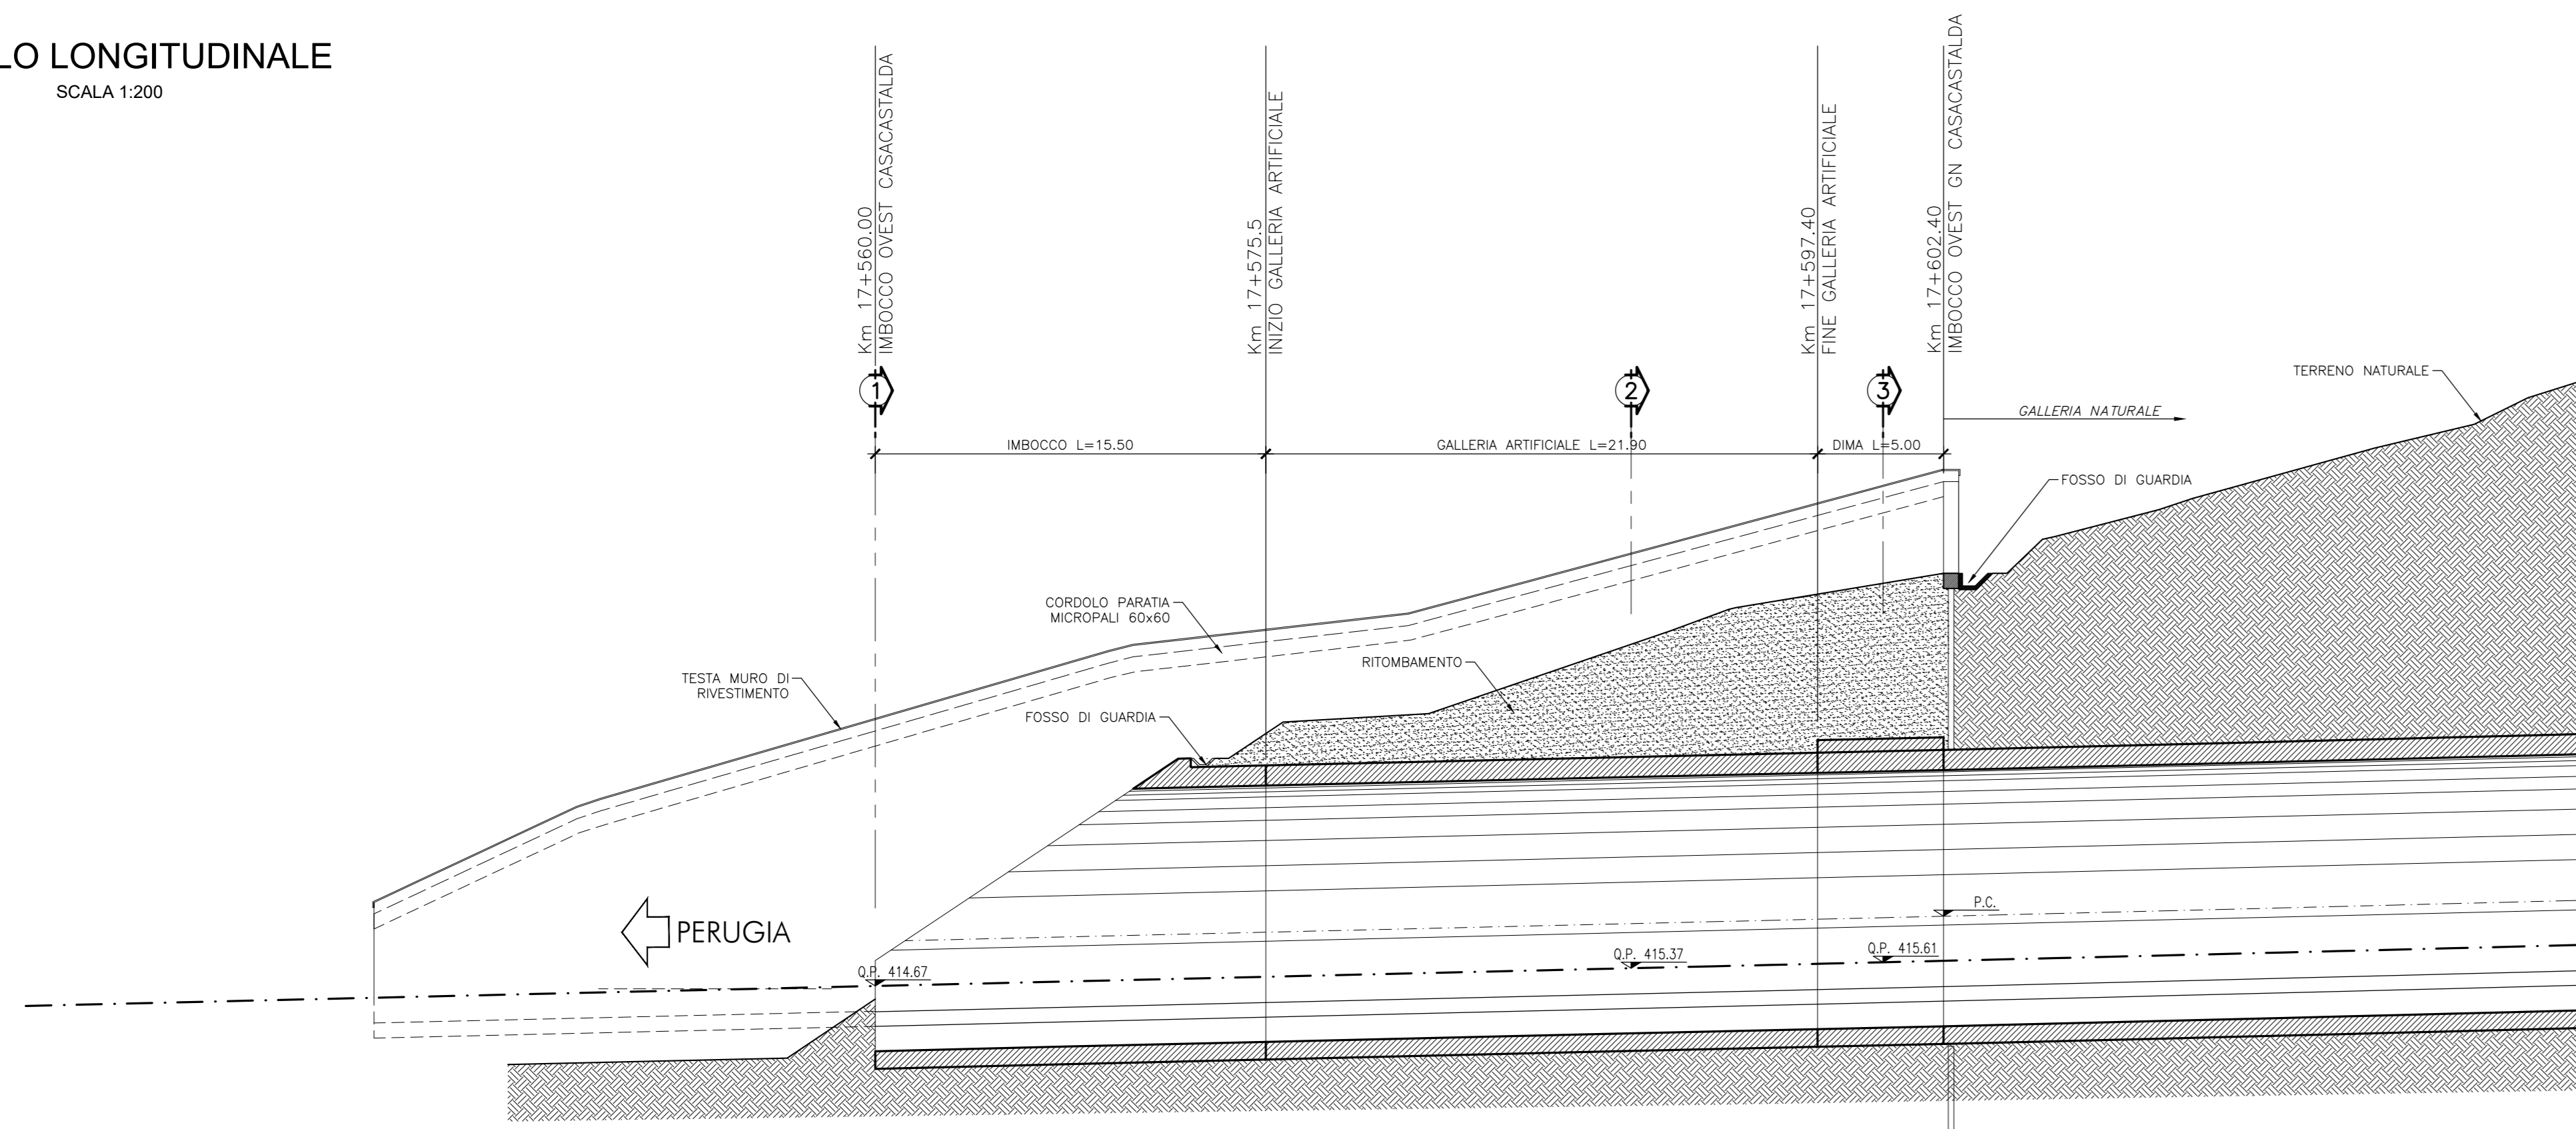 LO LONGITUDINALE
SCALA 1:200
Km 17+560.00
IMBOCCO OVEST CASACASTALDA
Km 17+575.5
INIZIO GALLERIA ARTIFICIALE
Km 17+597.40
FINE GALLERIA ARTIFICIALE
Km 17+602.40
IMBOCCO OVEST GN CASACASTALDA
1
2
3
TERRENO NATURALE
GALLERIA NATURALE
IMBOCCO L=15.50
GALLERIA ARTIFICIALE L=21.90
DIMA L=5.00
FOSSO DI GUARDIA
CORDOLO PARATIA
MICROPALI 60x60
RITOMBAMENTO
TESTA MURO DI
RIVESTIMENTO
FOSSO DI GUARDIA
P.C.
PERUGIA
Q.P. 414.67
Q.P. 415.37
Q.P. 415.61